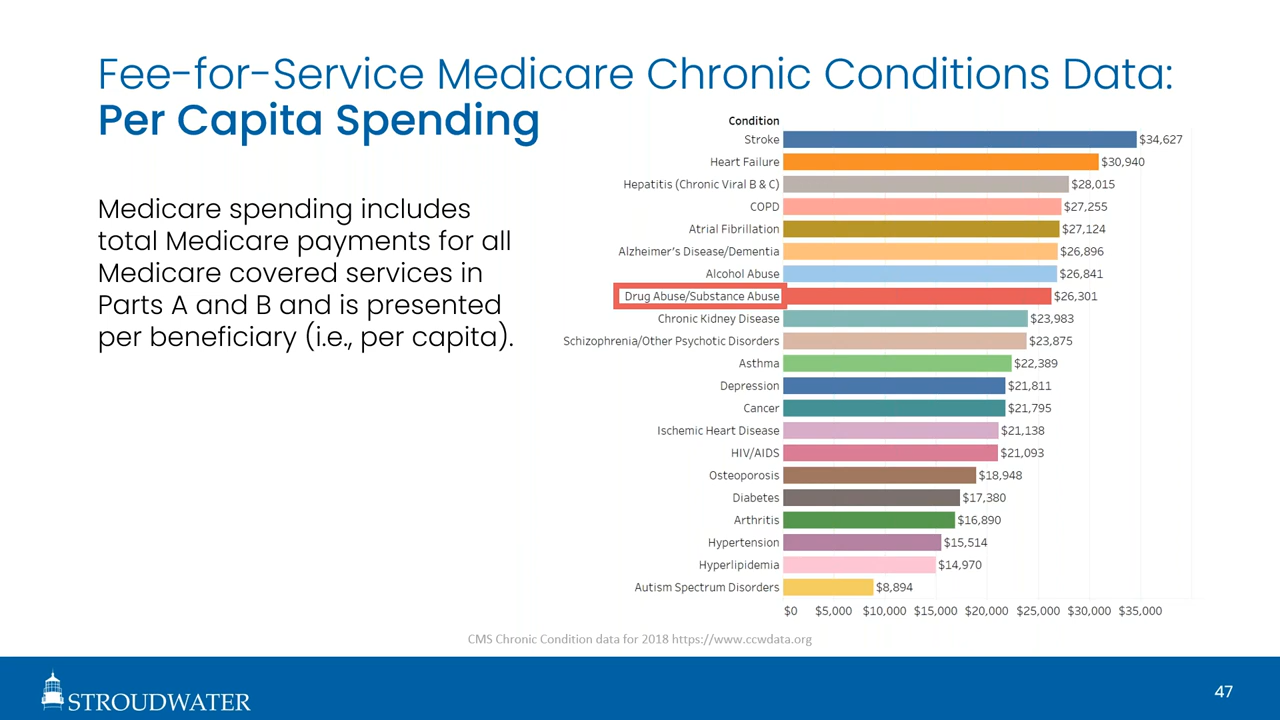 Fee-for-Service Medicare Chronic Conditions Data:
Per Capita Spending
Medicare spending includes
total Medicare payments for all
Medicare covered services in
Parts A and B and is presented
per beneficiary (i.e., per capita).
Condition
Stroke $34,627
Heart Failure $30,940
Hepatitis (Chronic Viral B & C) $28,015
COPD $27,255
Atrial Fibrillation $27,124
Alzheimer's Disease/Dementia $26,896
Alcohol Abuse $26,841
Drug Abuse/Substance Abuse $26,301
Chronic Kidney Disease $23,983
Schizophrenia/Other Psychotic Disorders $23,875
Asthma $22,389
Depression $21,811
Cancer $21,795
Ischemic Heart Disease $21,138
HIV/AIDS $21,093
Osteoporosis $18,948
Diabetes $17,380
Arthritis $16,890
Hypertension $15,514
Hyperlipidemia $14,970
Autism Spectrum Disorders $8,894
$0 $5,000 $10,000 $15,000 $20,000 $25,000 $30,000 $35,000
CMS Chronic Condition data for 2018 https://www.ccwdata.org
STROUDWATER
47